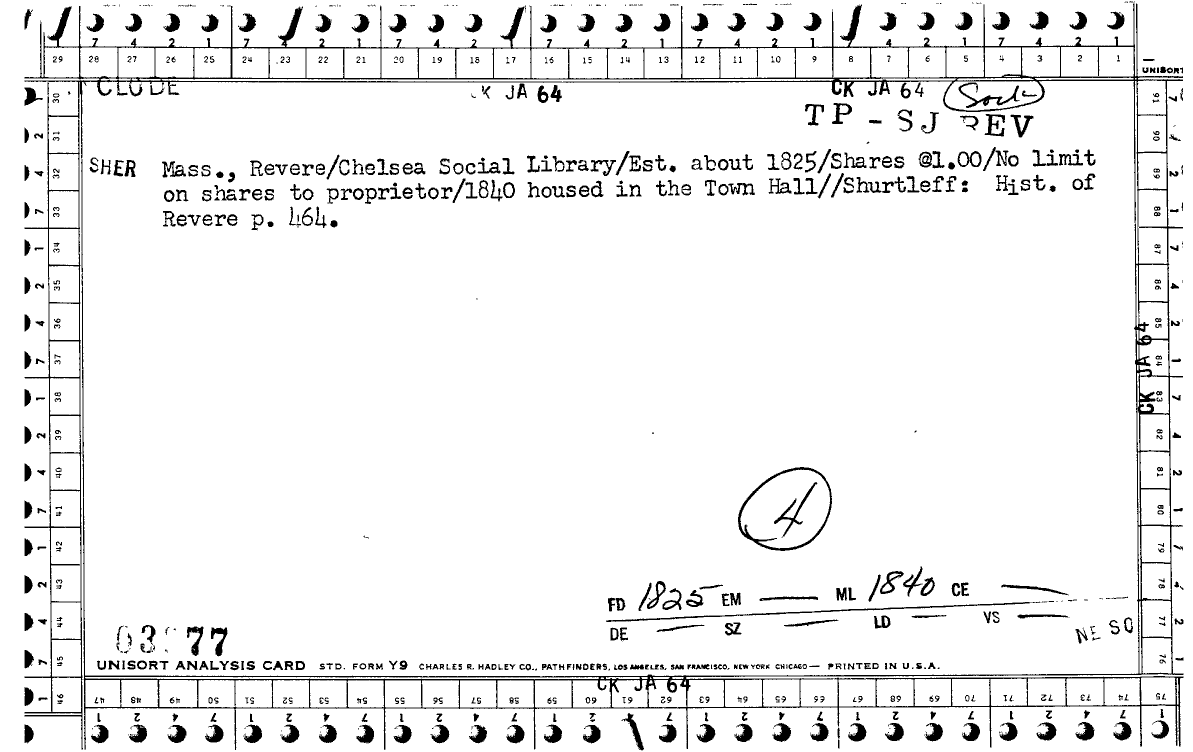 7 4 2 1 7 4 2 1 7 4 2 1 7 4 2 1 7 4 2 1 7 4 2 1 7 4 2 1
29 28 27 26 25 24 23 22 21 20 19 18 17 16 15 14 13 12 11 10 9 8 7 6 5 4 3 2 1
UNISORT
CLODE CK JA 64 CK JA 64
TP - SJ REV
SHER Mass., Revere/Chelsea Social Library/Est. about 1825/Shares @1.00/No limit
on shares to proprietor/1840 housed in the Town Hall//Shurtleff: Hist. of
Revere p. 464.
30 31 32 33 34 35 36 37 38 39 40 41 42 43 44 45 46
91 90 89 88 87 86 85 84 83 82 81 80 79 78 77 76
CK JA 64
4
FD 1825 EM — ML 1840 CE —
DE — SZ — LD — VS —
NE SO
77
UNISORT ANALYSIS CARD STD. FORM Y9 CHARLES R. HADLEY CO., PATHFINDERS, LOS ANGELES, SAN FRANCISCO, NEW YORK CHICAGO — PRINTED IN U.S.A.
CK JA 64
47 48 49 50 51 52 53 54 55 56 57 58 59 60 61 62 63 64 65 66 67 68 69 70 71 72 73 74 75